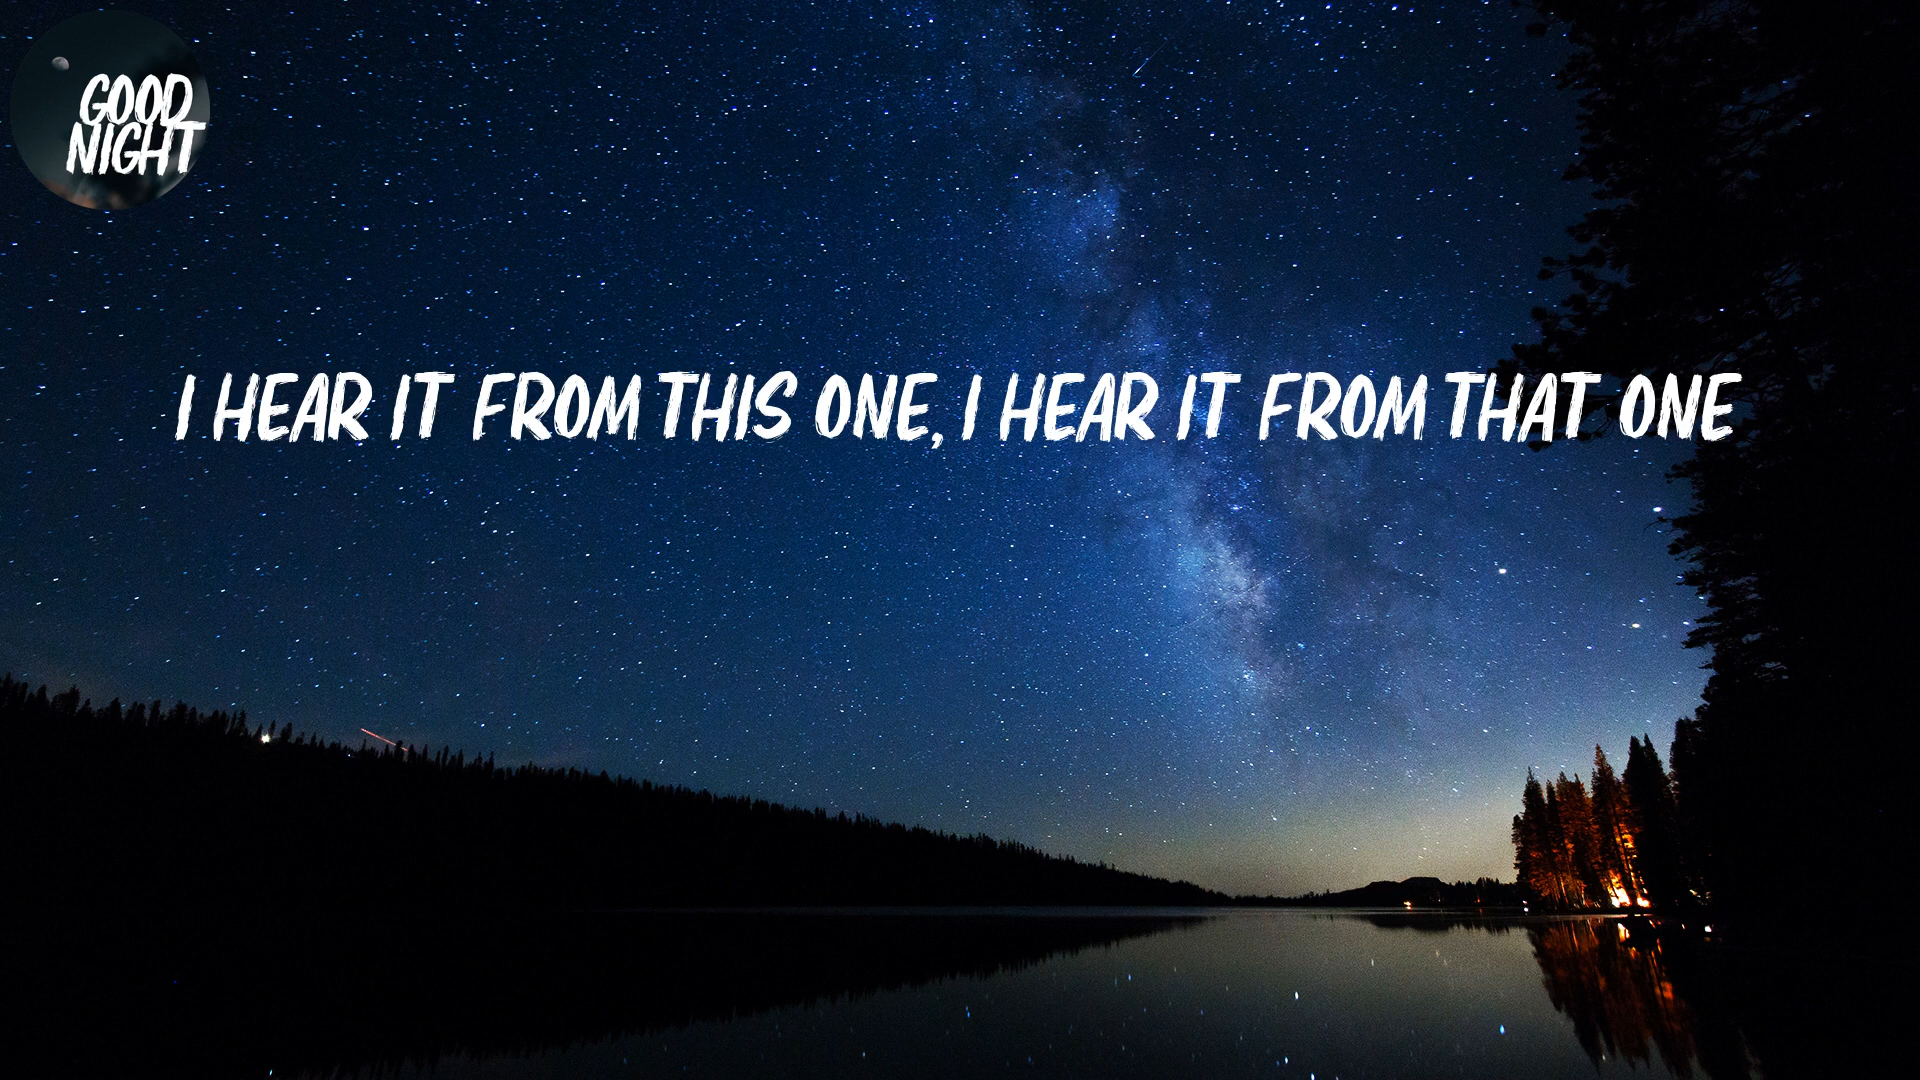 GOOD
NIGHT
I HEAR IT FROM THIS ONE, I HEAR IT FROM THAT ONE